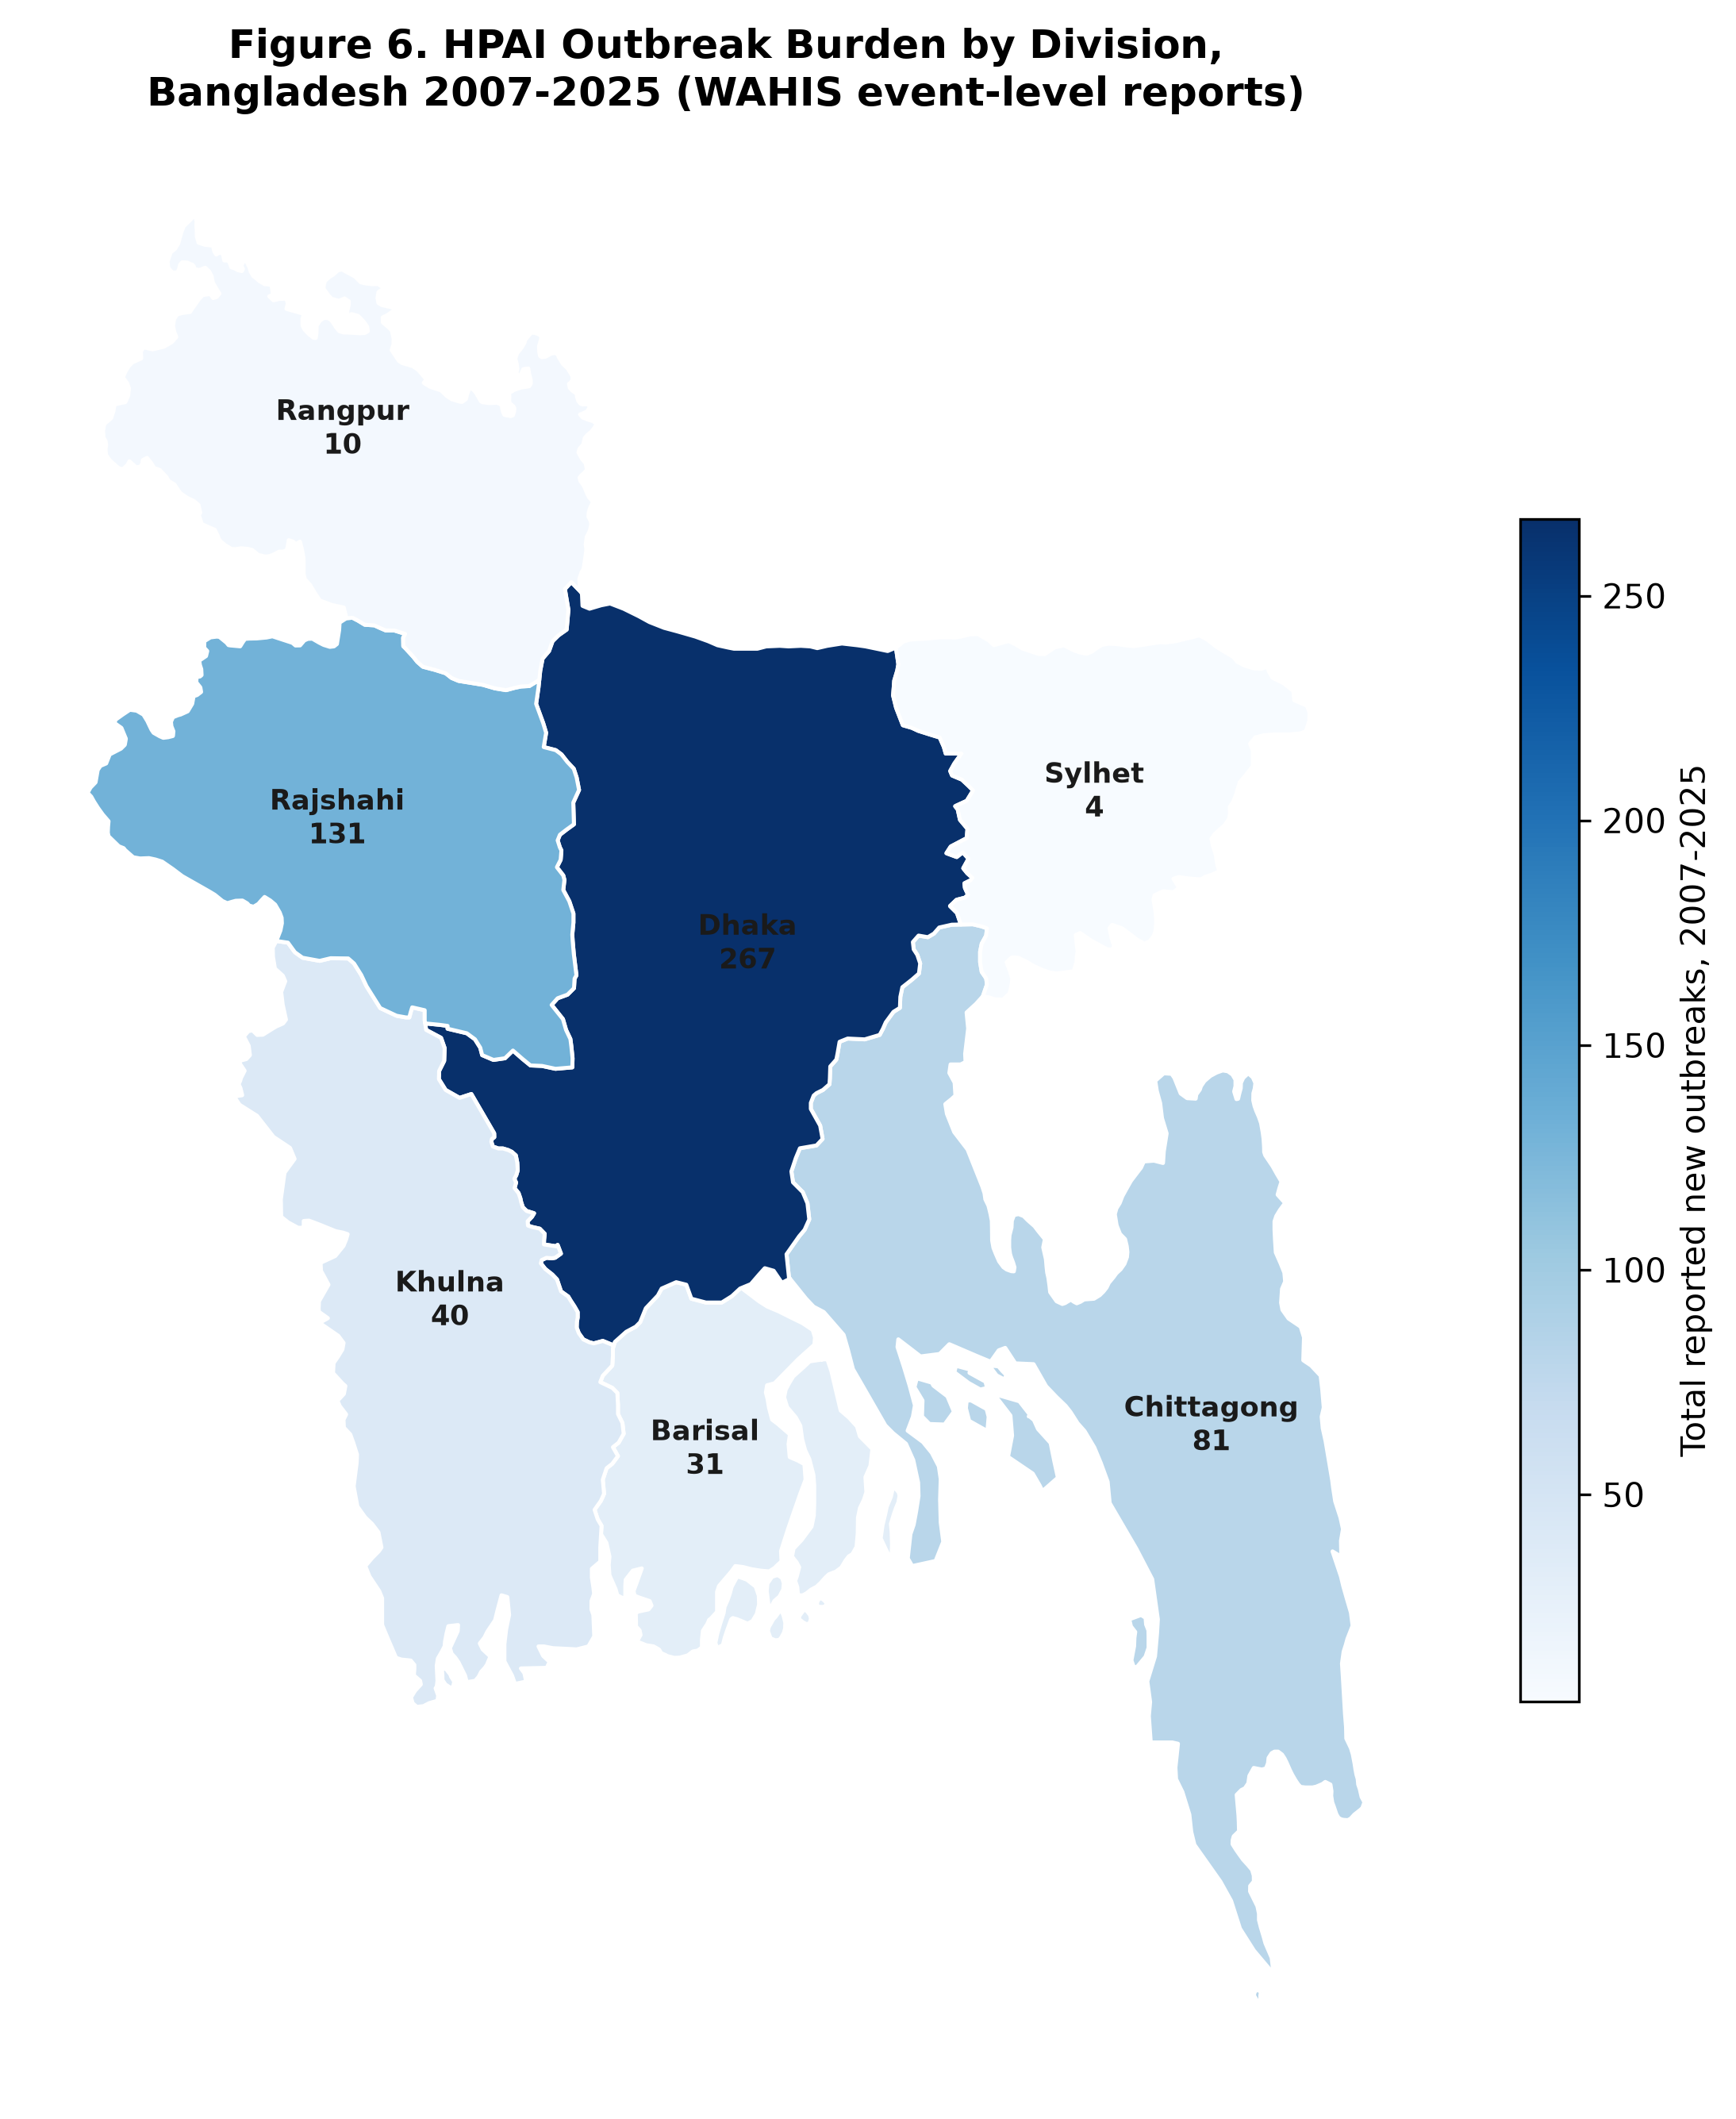 Figure 6. HPAI Outbreak Burden by Division,
Bangladesh 2007-2025 (WAHIS event-level reports)
Rangpur
10
Rajshahi
131
Sylhet
4
Dhaka
267
Khulna
40
Barisal
31
Chittagong
81
250
200
150
100
50
Total reported new outbreaks, 2007-2025